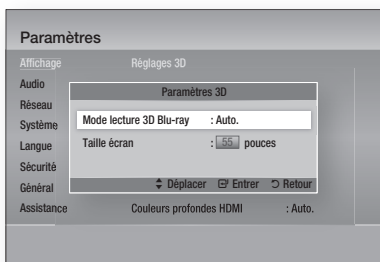 Paramètres
Affichage Réglages 3D
Audio
Paramètres 3D
Réseau
Mode lecture 3D Blu-ray : Auto.
Système
Taille écran : 55 pouces
Langue
Sécurité
Général
Déplacer Entrer Retour
Assistance Couleurs profondes HDMI : Auto.